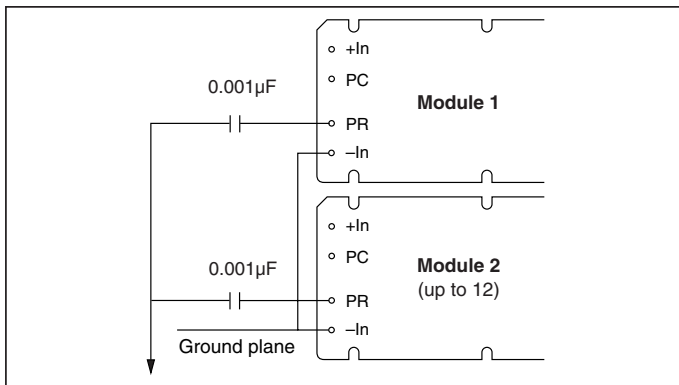 +In
PC
Module 1
0.001µF
PR
–In
+In
PC
Module 2
(up to 12)
0.001µF
PR
–In
Ground plane